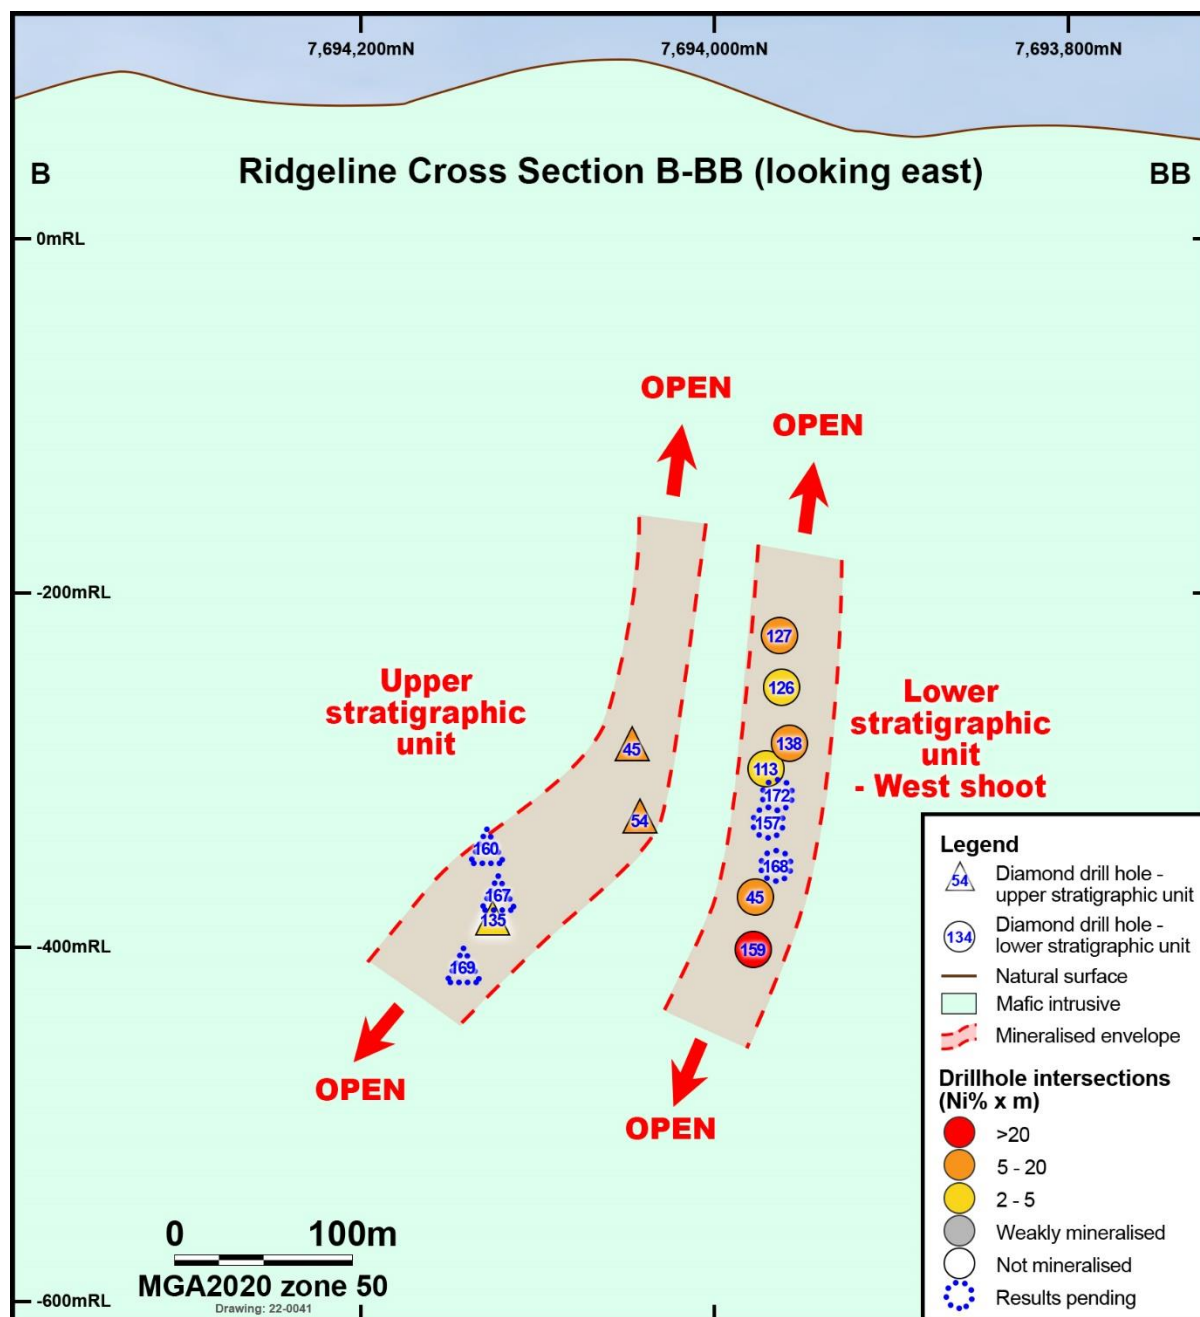 7,694,200mN
7,694,000mN
7,693,800mN
B
Ridgeline Cross Section B-BB (looking east)
BB
0mRL
OPEN
OPEN
-200mRL
127
Upper
stratigraphic
unit
126
Lower
stratigraphic
unit
- West shoot
45
138
113
172
54
157
160
168
167
45
135
-400mRL
159
169
OPEN
OPEN
Legend
54
Diamond drill hole -
upper stratigraphic unit
134
Diamond drill hole -
lower stratigraphic unit
Natural surface
Mafic intrusive
Mineralised envelope
Drillhole intersections
(Ni% x m)
>20
5 - 20
2 - 5
Weakly mineralised
Not mineralised
Results pending
0 100m
MGA2020 zone 50
Drawing: 22-0041
-600mRL